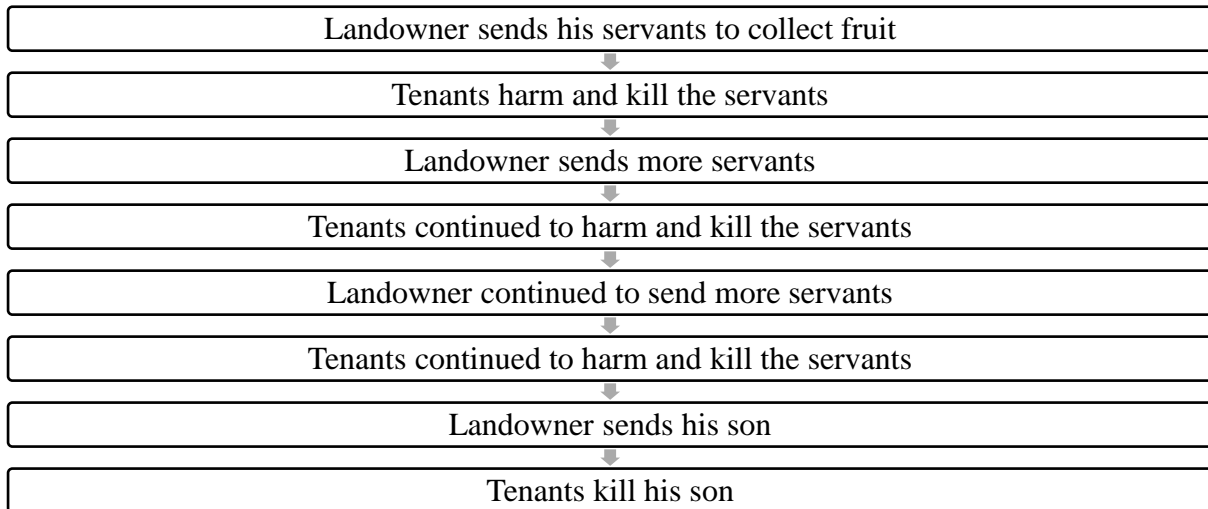 Landowner sends his servants to collect fruit
Tenants harm and kill the servants
Landowner sends more servants
Tenants continued to harm and kill the servants
Landowner continued to send more servants
Tenants continued to harm and kill the servants
Landowner sends his son
Tenants kill his son